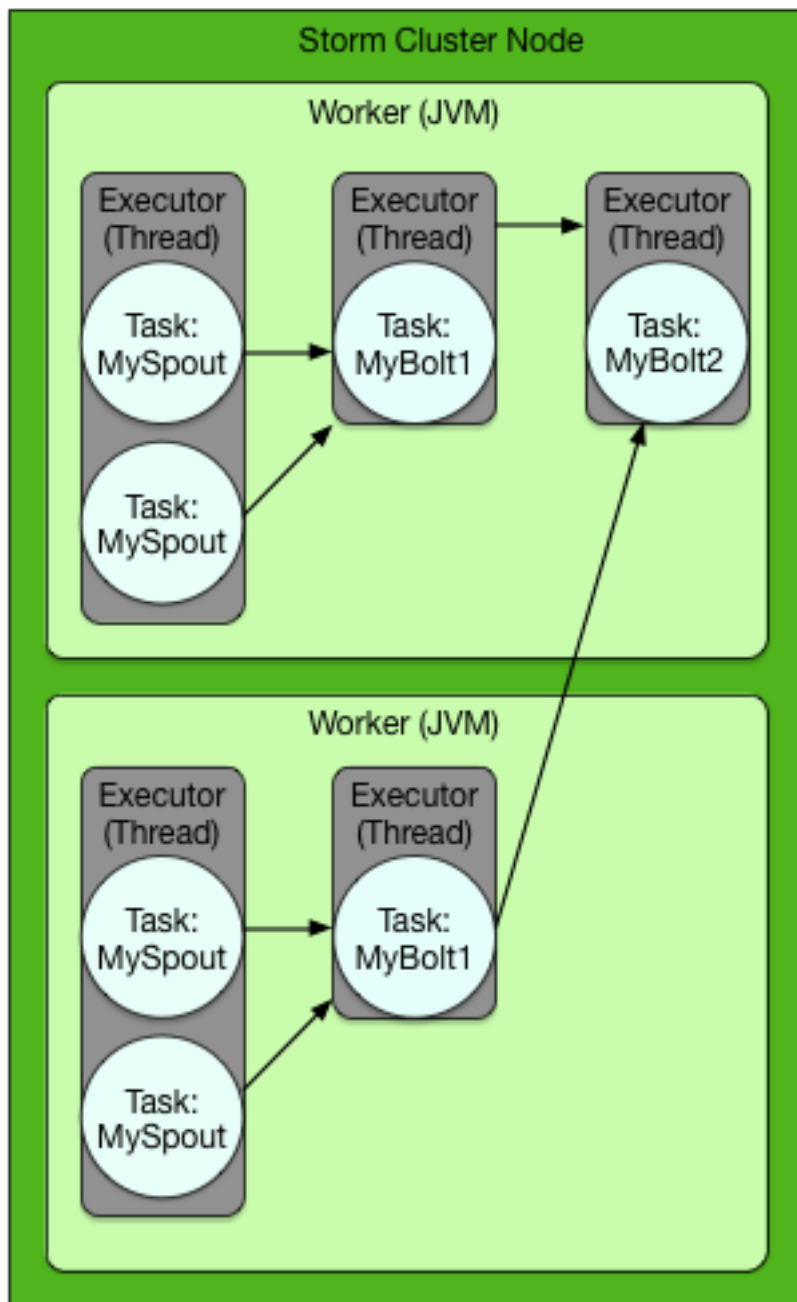 Storm Cluster Node
Worker (JVM)
Executor
(Thread)
Task:
MySpout
Task:
MySpout
Executor
(Thread)
Task:
MyBolt1
Executor
(Thread)
Task:
MyBolt2
Worker (JVM)
Executor
(Thread)
Task:
MySpout
Task:
MySpout
Executor
(Thread)
Task:
MyBolt1